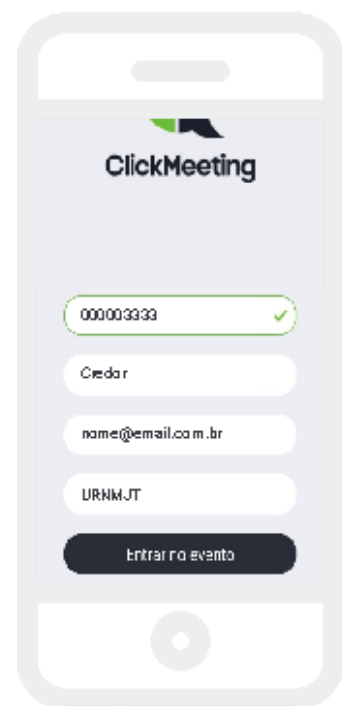 ClickMeeting
000003333
Credor
nome@email.com.br
URNMJT
Entrar no evento